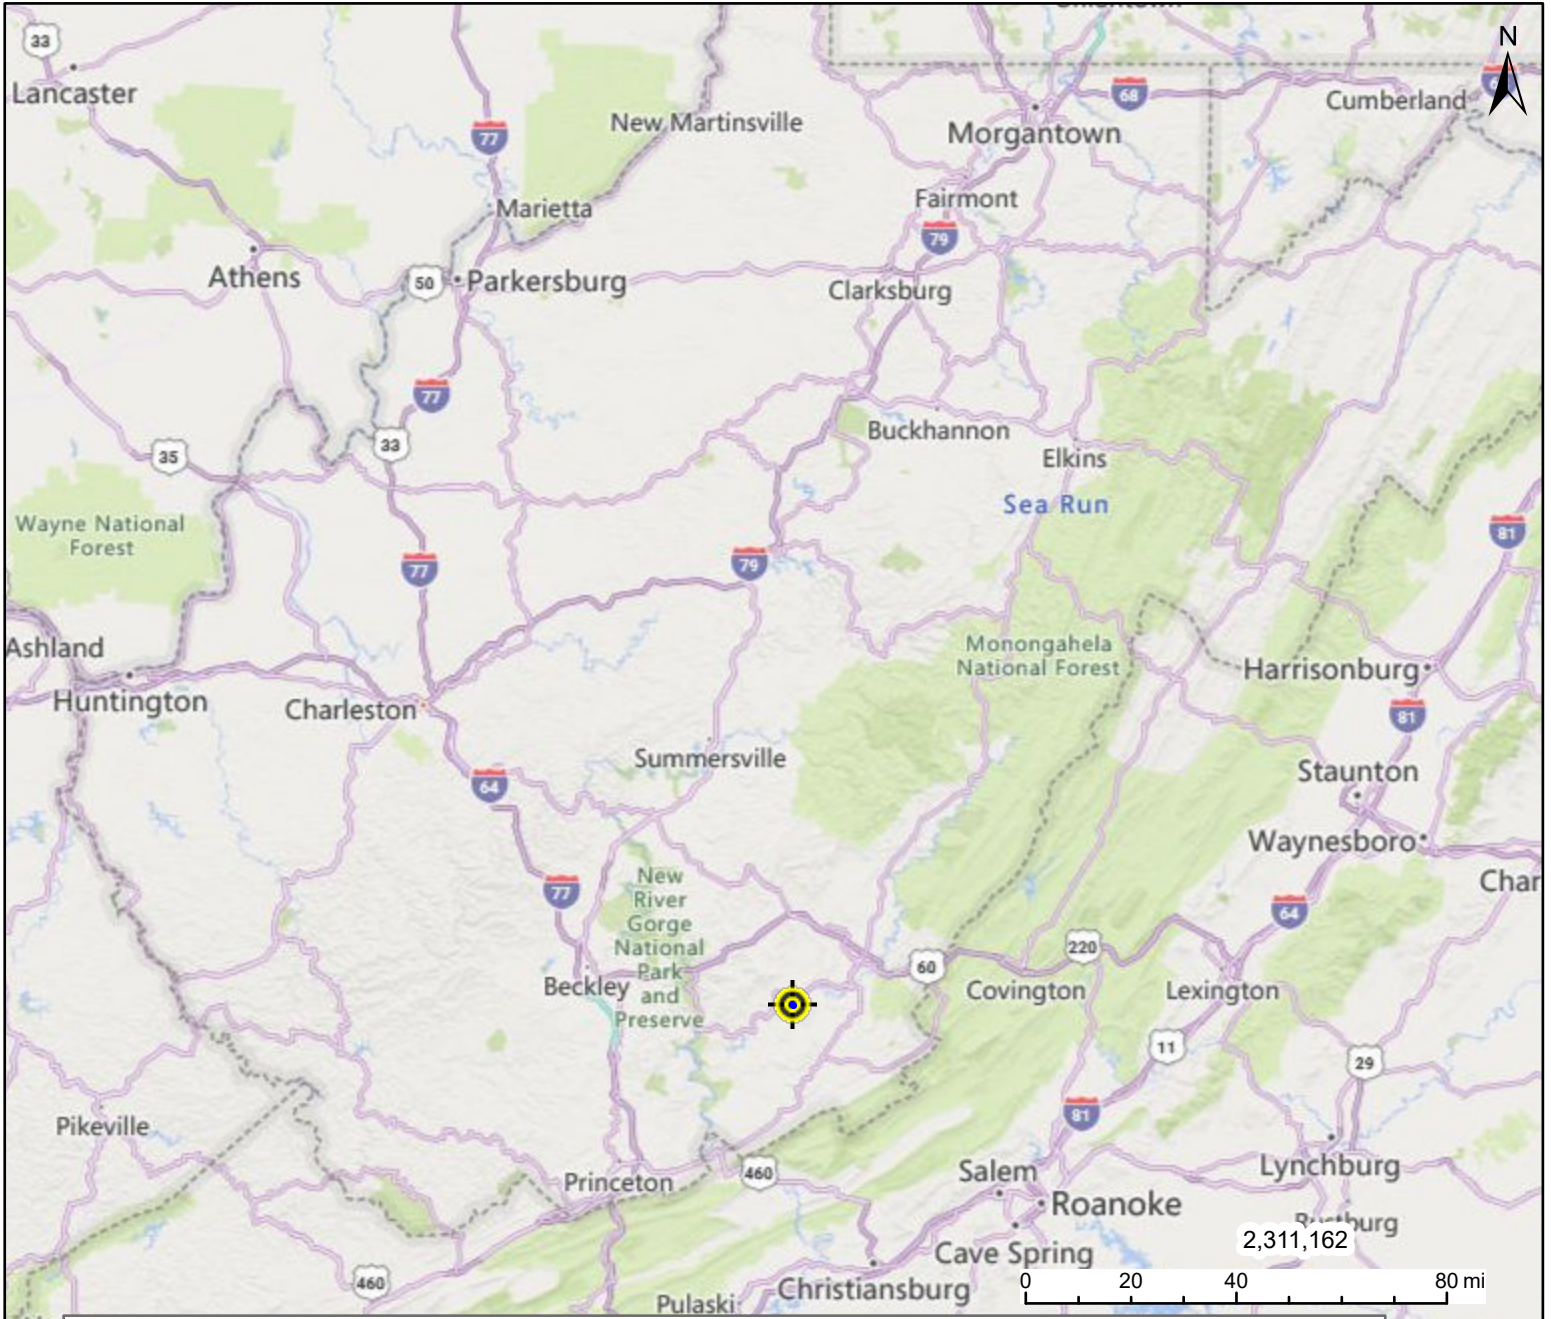 33
N
Lancaster
68
Cumberland
77
New Martinsville
Morgantown
Fairmont
Marietta
79
Athens
50
Parkersburg
Clarksburg
77
33
Buckhannon
35
Elkins
Sea Run
Wayne National
Forest
81
77
79
Ashland
Monongahela
National Forest
Harrisonburg
Huntington
Charleston
81
Summersville
64
Staunton
Waynesboro
New
River
Gorge
National
Park
and
Preserve
77
Char
64
220
60
Beckley
Covington
Lexington
11
29
81
Pikeville
Princeton
460
Salem
Lynchburg
Roanoke
2,311,162
Cave Spring
460
Christiansburg
Pulaski
0
20
40
80 mi